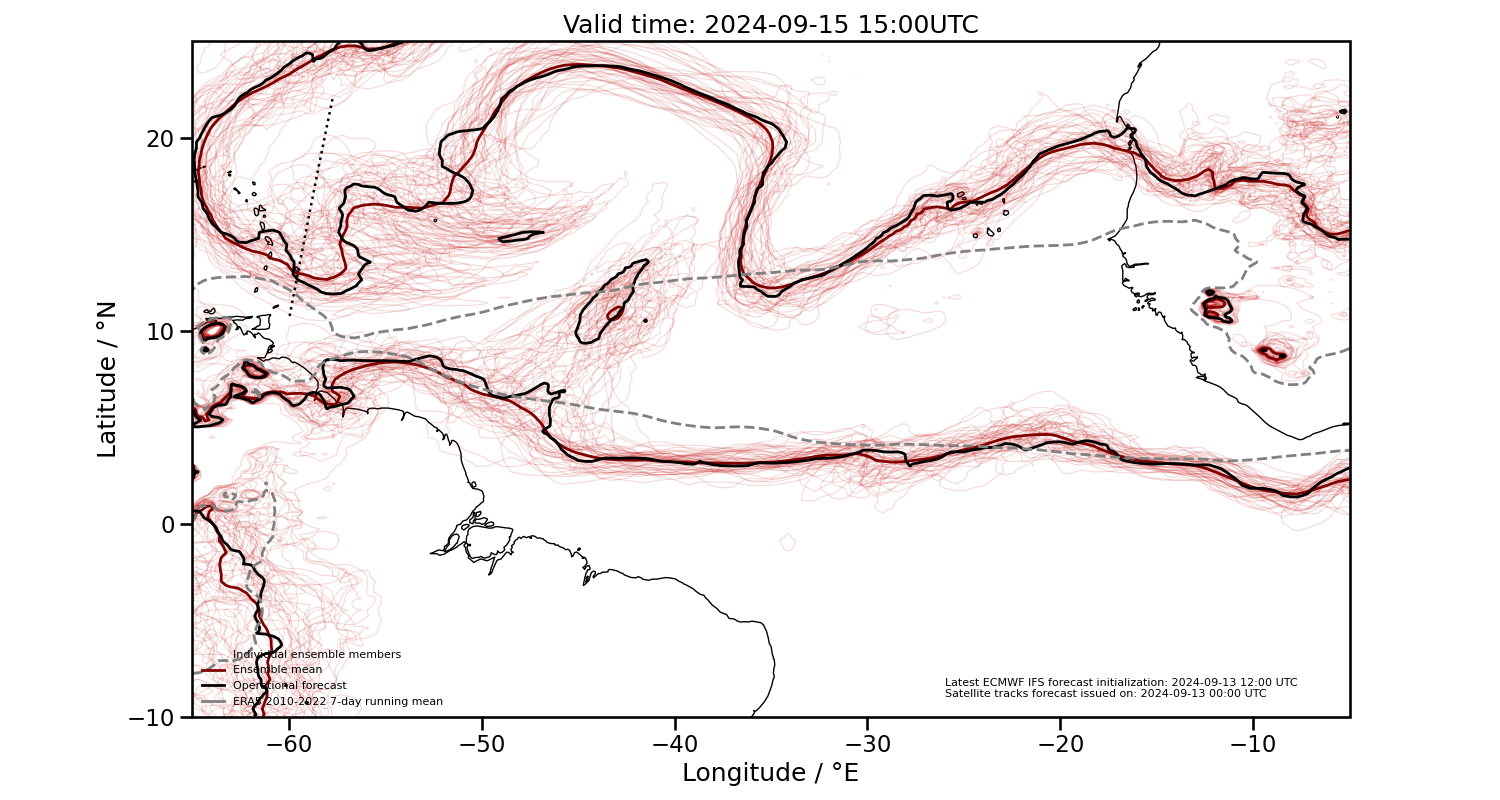 Valid time: 2024-09-15 15:00UTC
20
10
0
−10
Latitude / °N
−60
−50
−40
−30
−20
−10
Longitude / °E
Individual ensemble members
Ensemble mean
Operational forecast
ERA5 2010-2022 7-day running mean
Latest ECMWF IFS forecast initialization: 2024-09-13 12:00 UTC
Satellite tracks forecast issued on: 2024-09-13 00:00 UTC